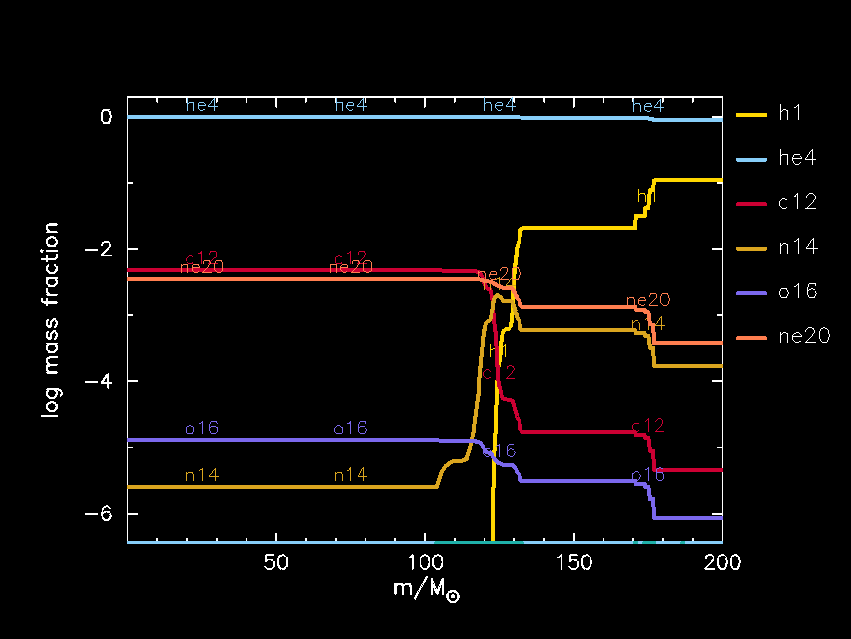 he4 he4 he4 he4
0
h1
he4
h1
c12
-2
c12 c12
ne20 ne20 ne20
n14
ne20
n14
o16
ne20
h1
-4
c12
c12
o16 o16 o16
n14 n14 o16
-6
50 100 150 200
m/M☉
log mass fraction